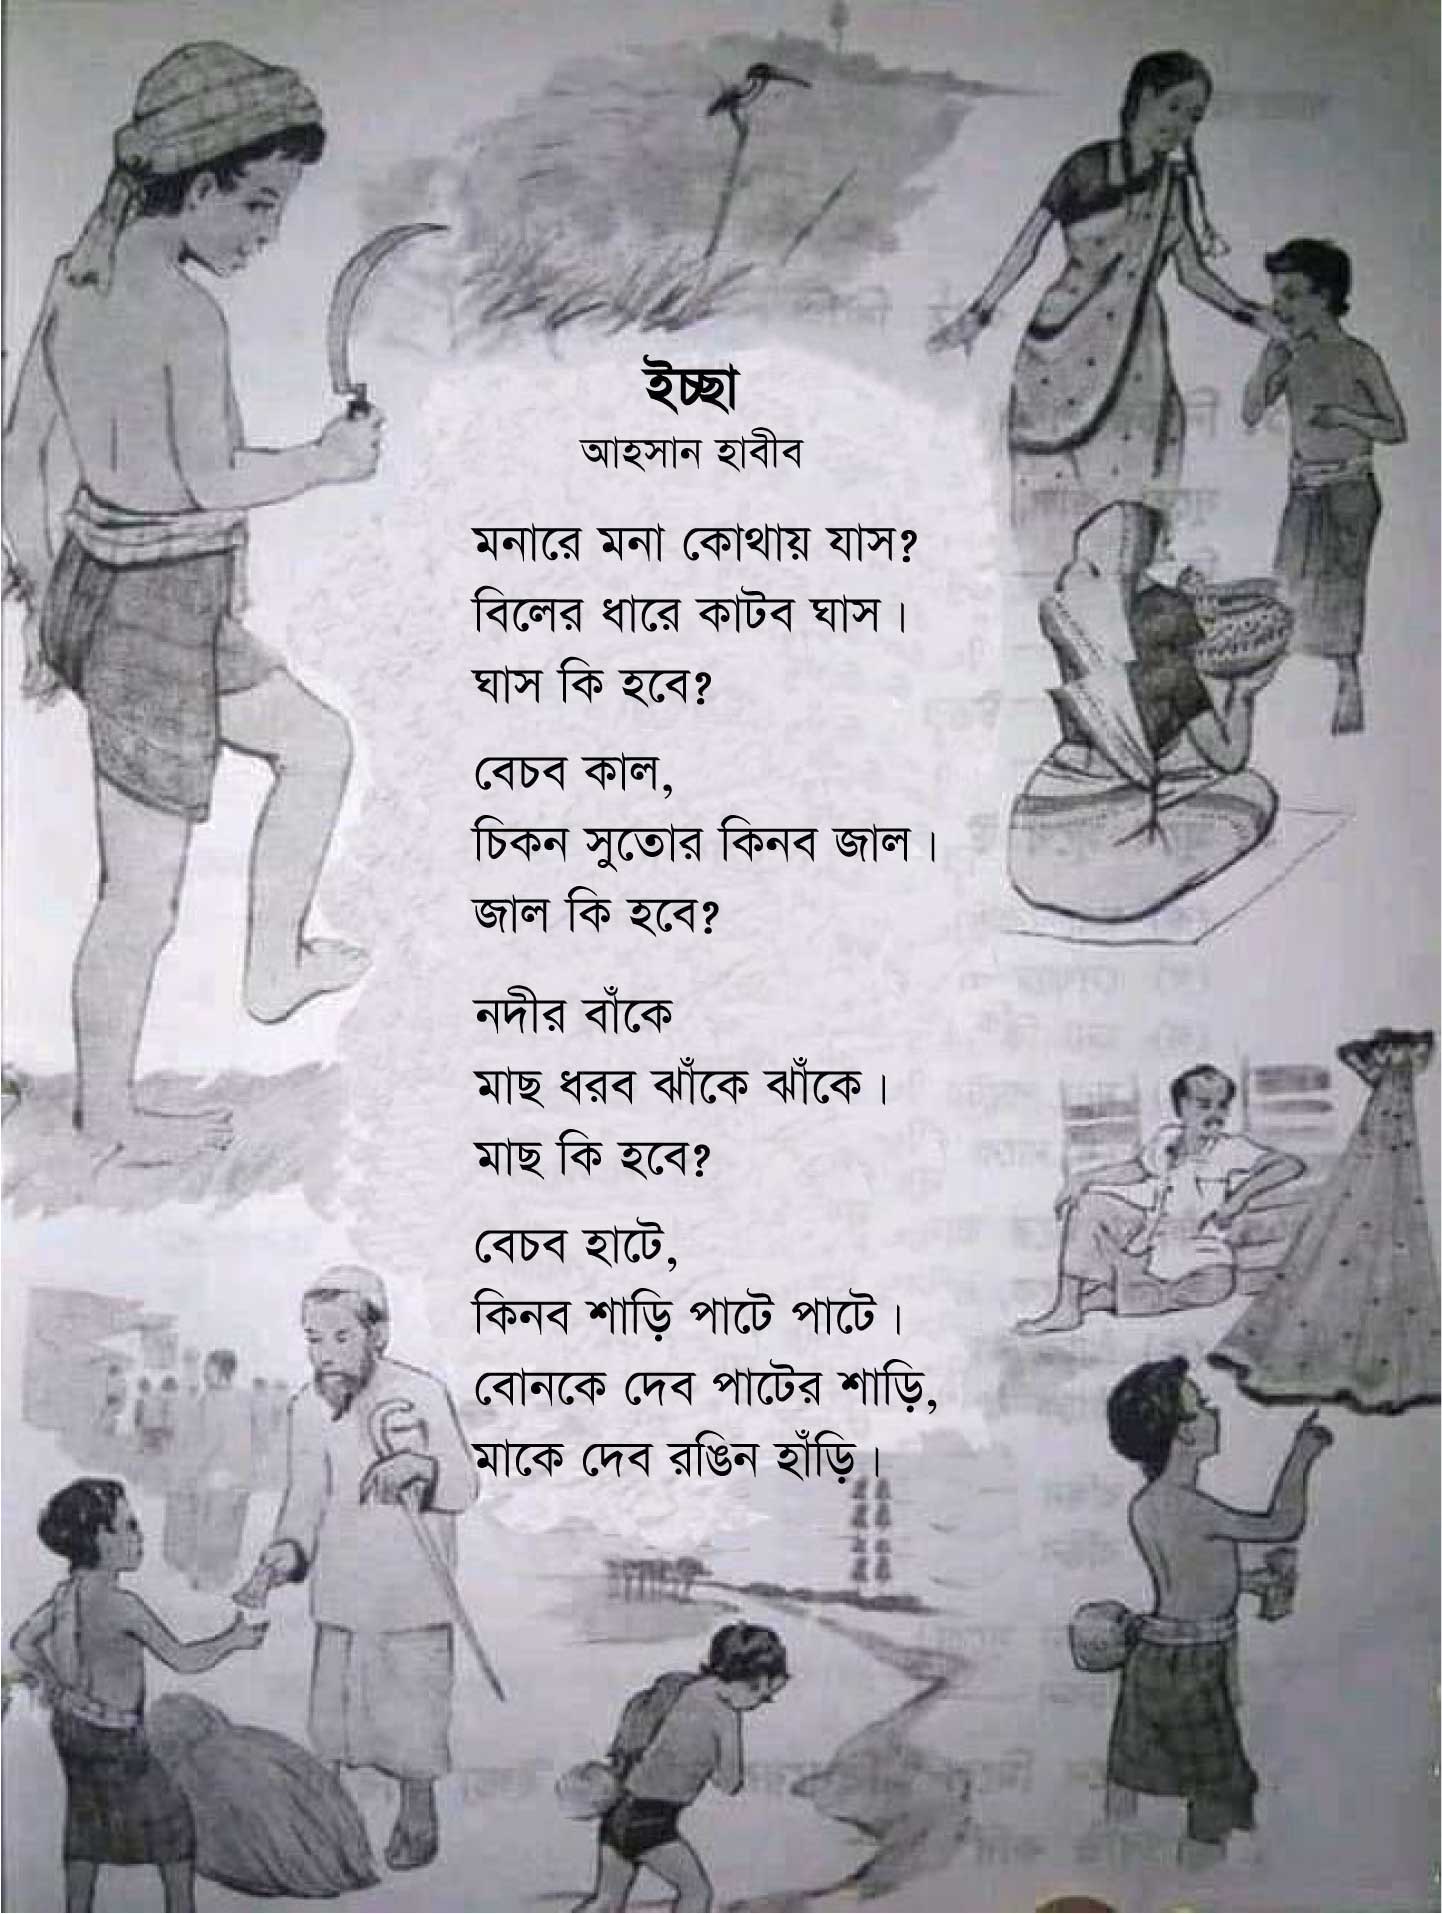 ইচ্ছা
আহসান হাবীব
মনারে মনা কোথায় যাস?
বিলের ধারে কাটব ঘাস।
ঘাস কি হবে?
বেচব কাল,
চিকন সুতোর কিনব জাল।
জাল কি হবে?
নদীর বাঁকে
মাছ ধরব ঝাঁকে ঝাঁকে।
মাছ কি হবে?
বেচব হাটে,
কিনব শাড়ি পাটে পাটে।
বোনকে দেব পাটের শাড়ি,
মাকে দেব রঙিন হাঁড়ি।